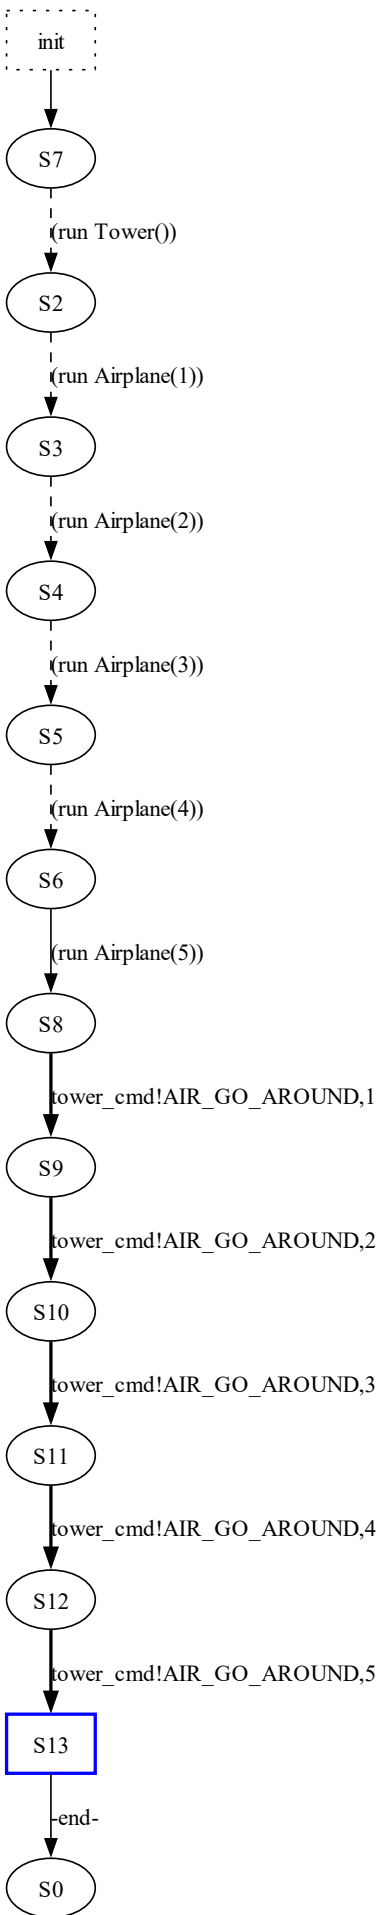 init
S7
(run Tower())
S2
(run Airplane(1))
S3
(run Airplane(2))
S4
(run Airplane(3))
S5
(run Airplane(4))
S6
(run Airplane(5))
S8
tower_cmd!AIR_GO_AROUND,1
S9
tower_cmd!AIR_GO_AROUND,2
S10
tower_cmd!AIR_GO_AROUND,3
S11
tower_cmd!AIR_GO_AROUND,4
S12
tower_cmd!AIR_GO_AROUND,5
S13
-end-
S0